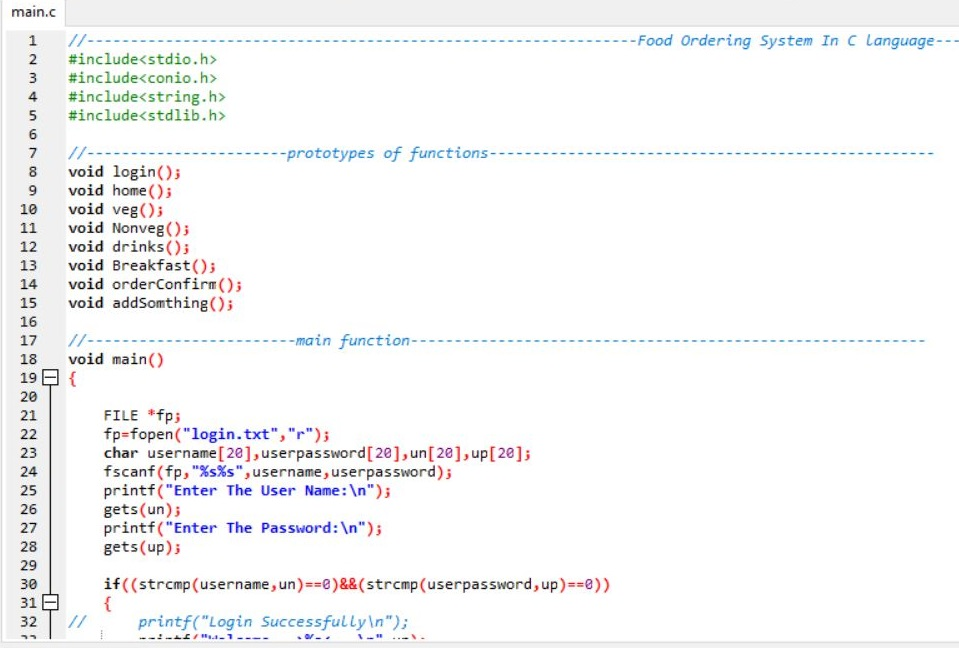 main.c
1 //---------------------------------------------------------------Food Ordering System In C language---
2 #include<stdio.h>
3 #include<conio.h>
4 #include<string.h>
5 #include<stdlib.h>
6
7 //-----------------------prototypes of functions---------------------------------------------------
8 void login();
9 void home();
10 void veg();
11 void Nonveg();
12 void drinks();
13 void Breakfast();
14 void orderConfirm();
15 void addSomthing();
16
17 //------------------------main function-----------------------------------------------------------
18 void main()
19 {
20
21 FILE *fp;
22 fp=fopen("login.txt","r");
23 char username[20],userpassword[20],un[20],up[20];
24 fscanf(fp,"%s%s",username,userpassword);
25 printf("Enter The User Name:\n");
26 gets(un);
27 printf("Enter The Password:\n");
28 gets(up);
29
30 if((strcmp(username,un)==0)&&(strcmp(userpassword,up)==0))
31 {
32 // printf("Login Successfully\n");